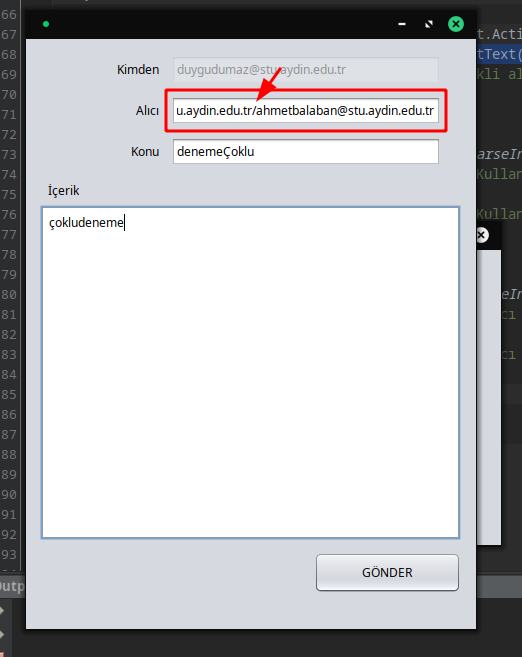 66
67 t.Acti
68 tText(
69 kli al
70
71
72
73 arseIn
74 Kullan
75
76 Kullan
77
78
79
80 seIn
81 cı
82
83 cı
84
85
86
87
88
89
90
91
92
93
Kimden duygudumaz@stu.aydin.edu.tr
Alıcı u.aydin.edu.tr/ahmetbalaban@stu.aydin.edu.tr
Konu denemeÇoklu
İçerik
çokludeneme
GÖNDER
Outp